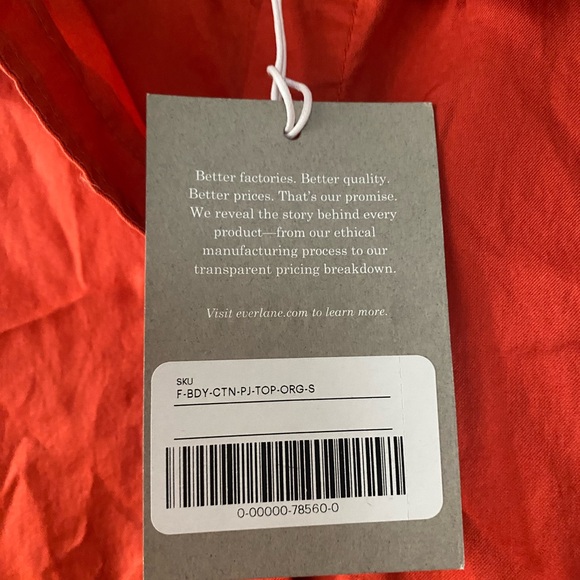 Better factories. Better quality.
Better prices. That's our promise.
We reveal the story behind every
product—from our ethical
manufacturing process to our
transparent pricing breakdown.
Visit everlane.com to learn more.
SKU
F-BDY-CTN-PJ-TOP-ORG-S
0-00000-78560-0